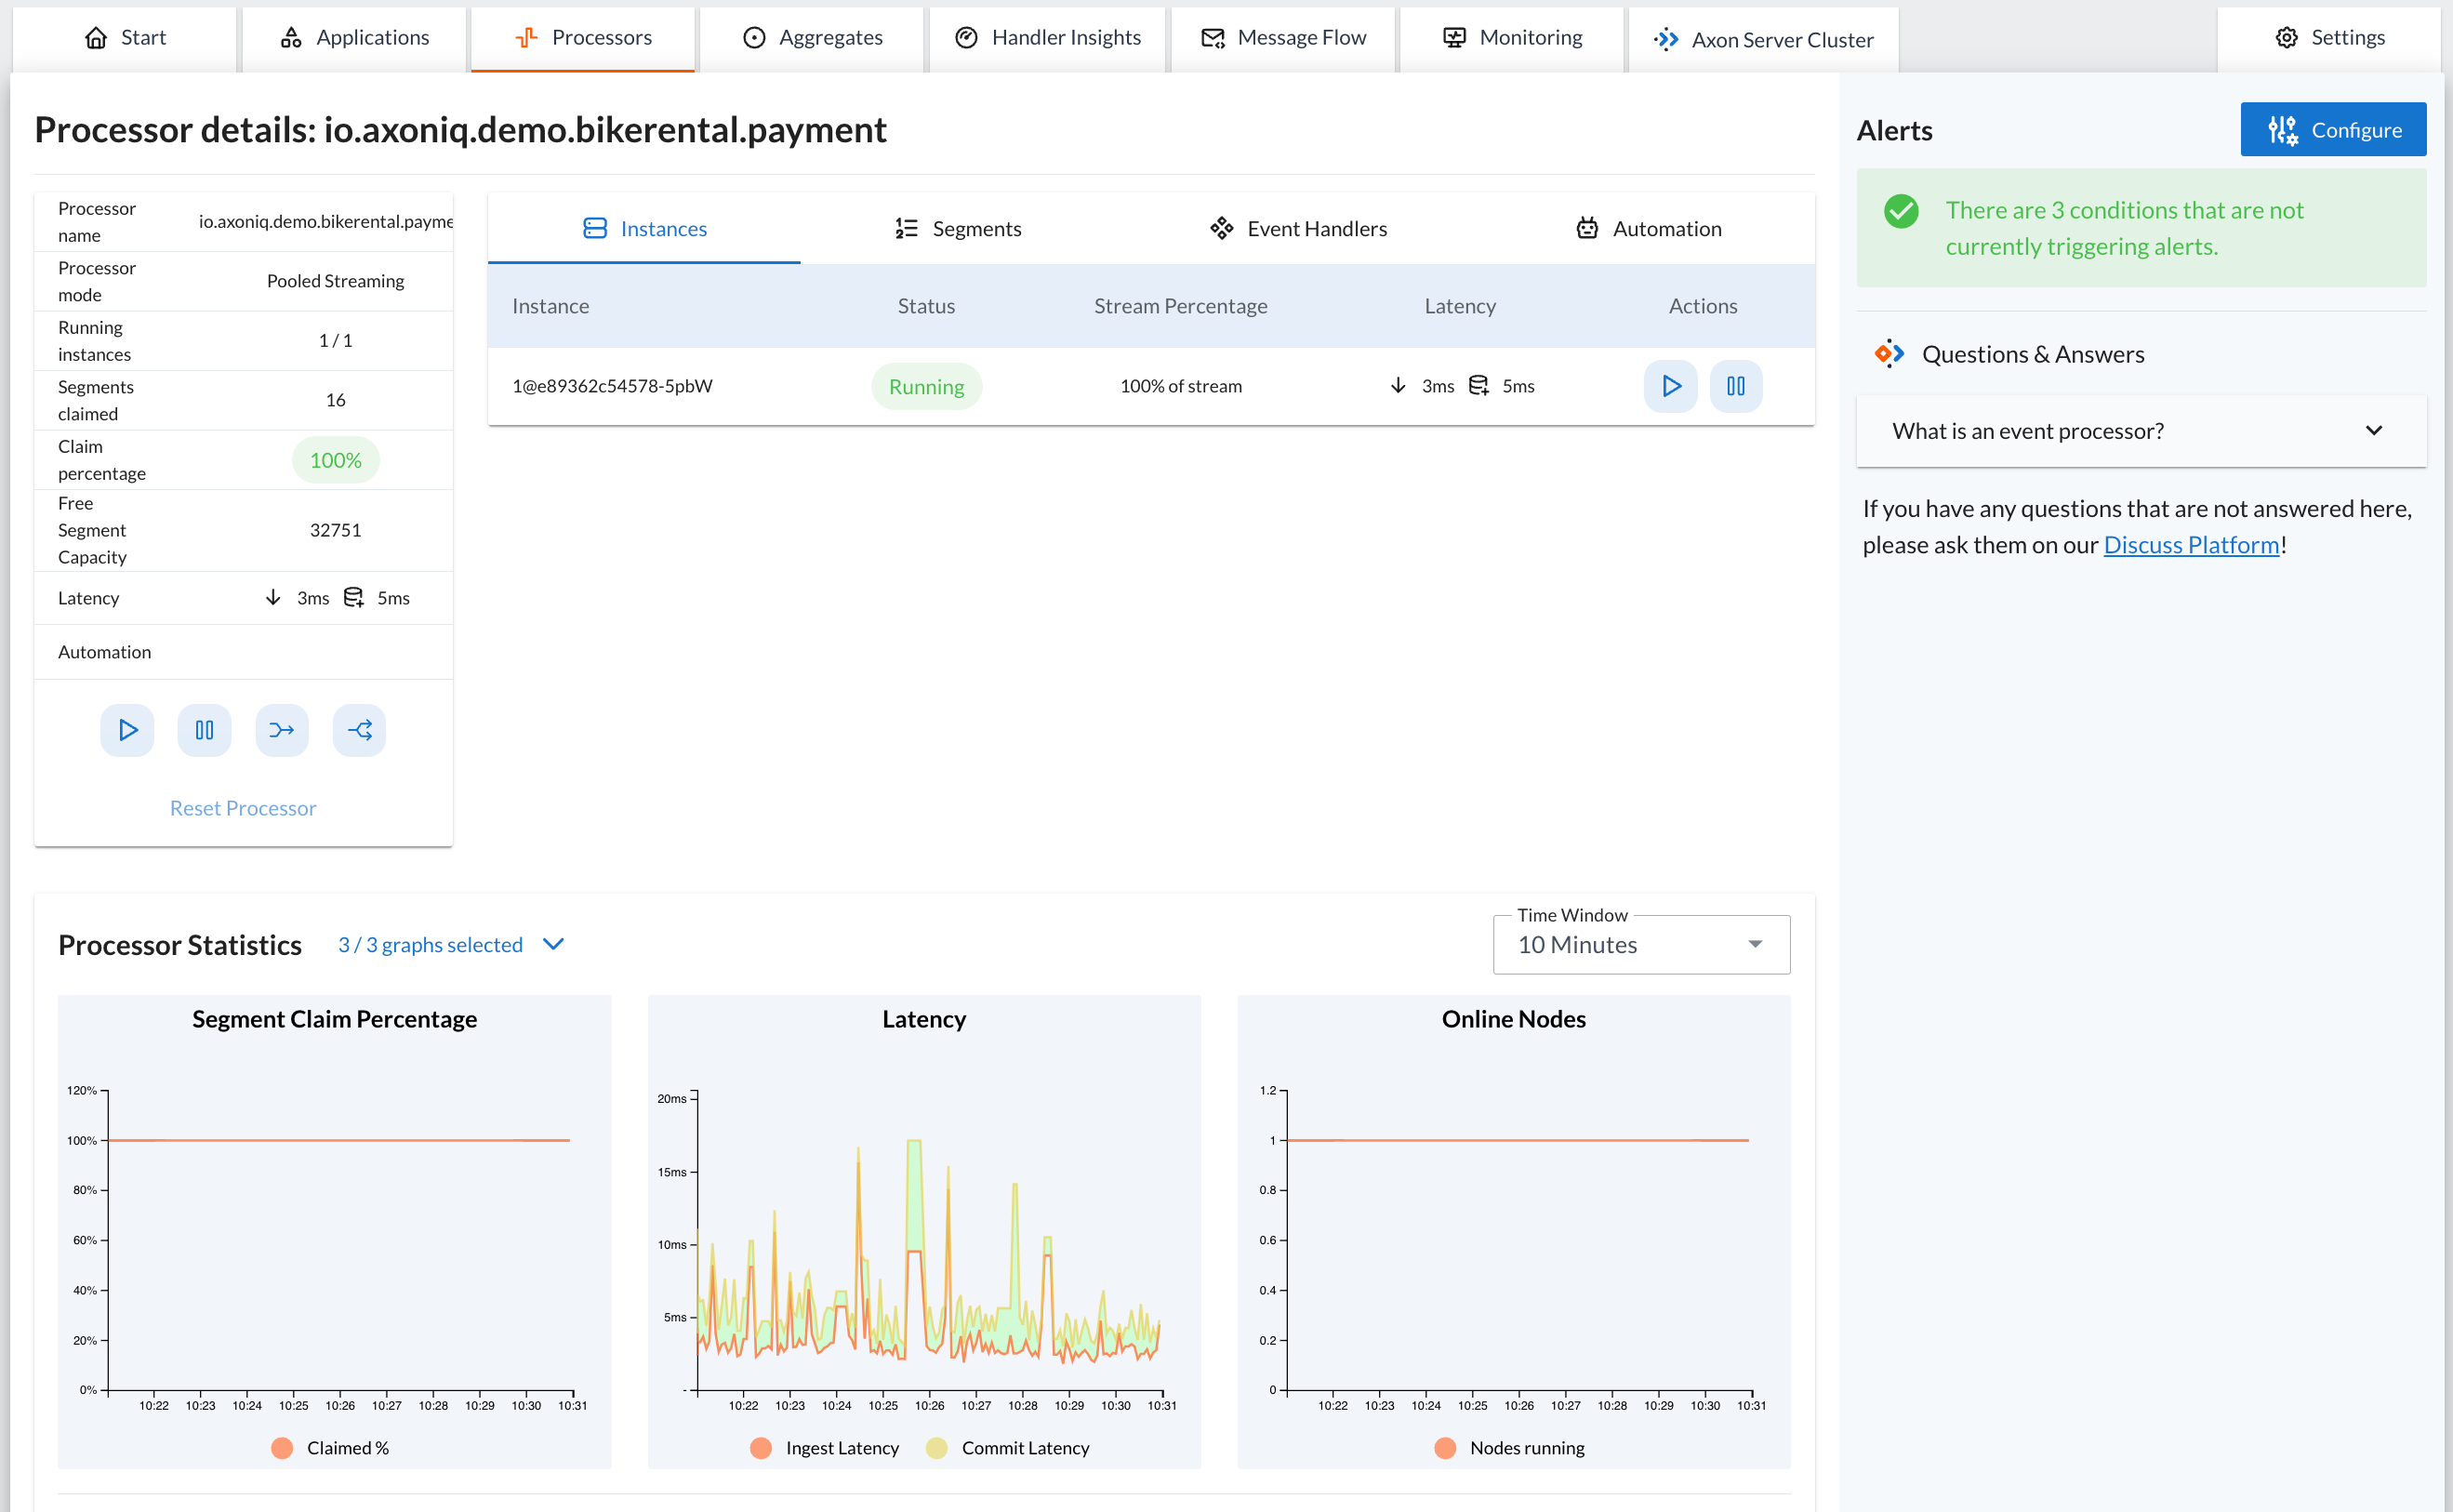 Start
Applications
Processors
Aggregates
Handler Insights
Message Flow
Monitoring
Axon Server Cluster
Settings
Processor details: io.axoniq.demo.bikerental.payment
Processor name
io.axoniq.demo.bikerental.payme
Processor mode
Pooled Streaming
Running instances
1 / 1
Segments claimed
16
Claim percentage
100%
Free Segment Capacity
32751
Latency
3ms 5ms
Automation
Reset Processor
Instances
Segments
Event Handlers
Automation
Instance Status Stream Percentage Latency Actions
1@e89362c54578-5pbW Running 100% of stream 3ms 5ms
Alerts
Configure
There are 3 conditions that are not
currently triggering alerts.
Questions & Answers
What is an event processor?
If you have any questions that are not answered here,
please ask them on our Discuss Platform!
Processor Statistics
3 / 3 graphs selected
Time Window
10 Minutes
Segment Claim Percentage
120%
100%
80%
60%
40%
20%
0%
10:22 10:23 10:24 10:25 10:26 10:27 10:28 10:29 10:30 10:31
Claimed %
Latency
20ms
15ms
10ms
5ms
-
10:22 10:23 10:24 10:25 10:26 10:27 10:28 10:29 10:30 10:31
Ingest Latency Commit Latency
Online Nodes
1.2
1
0.8
0.6
0.4
0.2
0
10:22 10:23 10:24 10:25 10:26 10:27 10:28 10:29 10:30 10:31
Nodes running